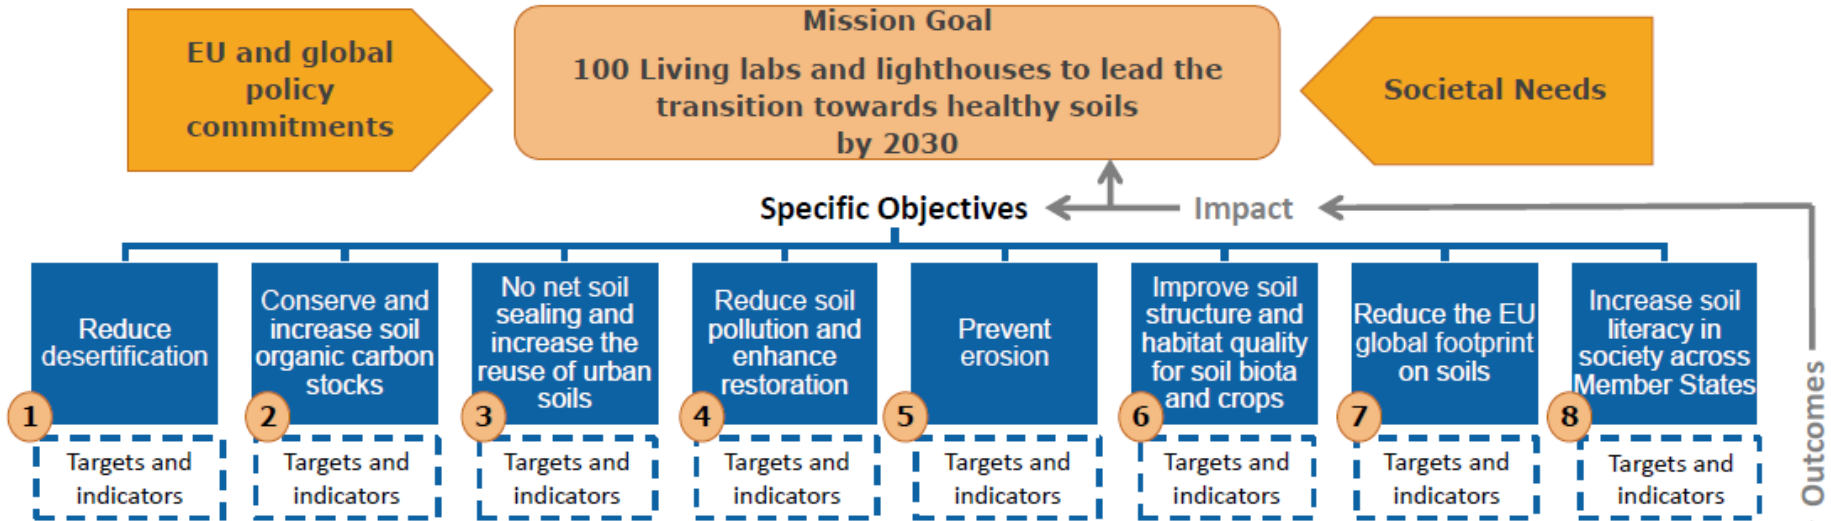 EU and global
policy
commitments
Mission Goal
100 Living labs and lighthouses to lead the
transition towards healthy soils
by 2030
Societal Needs
Specific Objectives
Impact
Outcomes
Reduce
desertification
1
Targets and
indicators
Conserve and
increase soil
organic carbon
stocks
2
Targets and
indicators
No net soil
sealing and
increase the
reuse of urban
soils
3
Targets and
indicators
Reduce soil
pollution and
enhance
restoration
4
Targets and
indicators
Prevent
erosion
5
Targets and
indicators
Improve soil
structure and
habitat quality
for soil biota
and crops
6
Targets and
indicators
Reduce the EU
global footprint
on soils
7
Targets and
indicators
Increase soil
literacy in
society across
Member States
8
Targets and
indicators